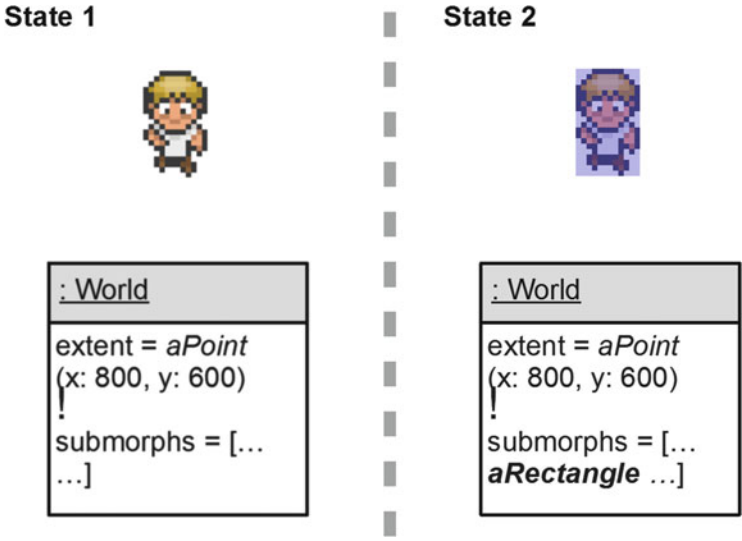 State 1
State 2
: World
extent = aPoint
(x: 800, y: 600)
!
submorphs = [...
...]
: World
extent = aPoint
(x: 800, y: 600)
!
submorphs = [...
aRectangle ...]